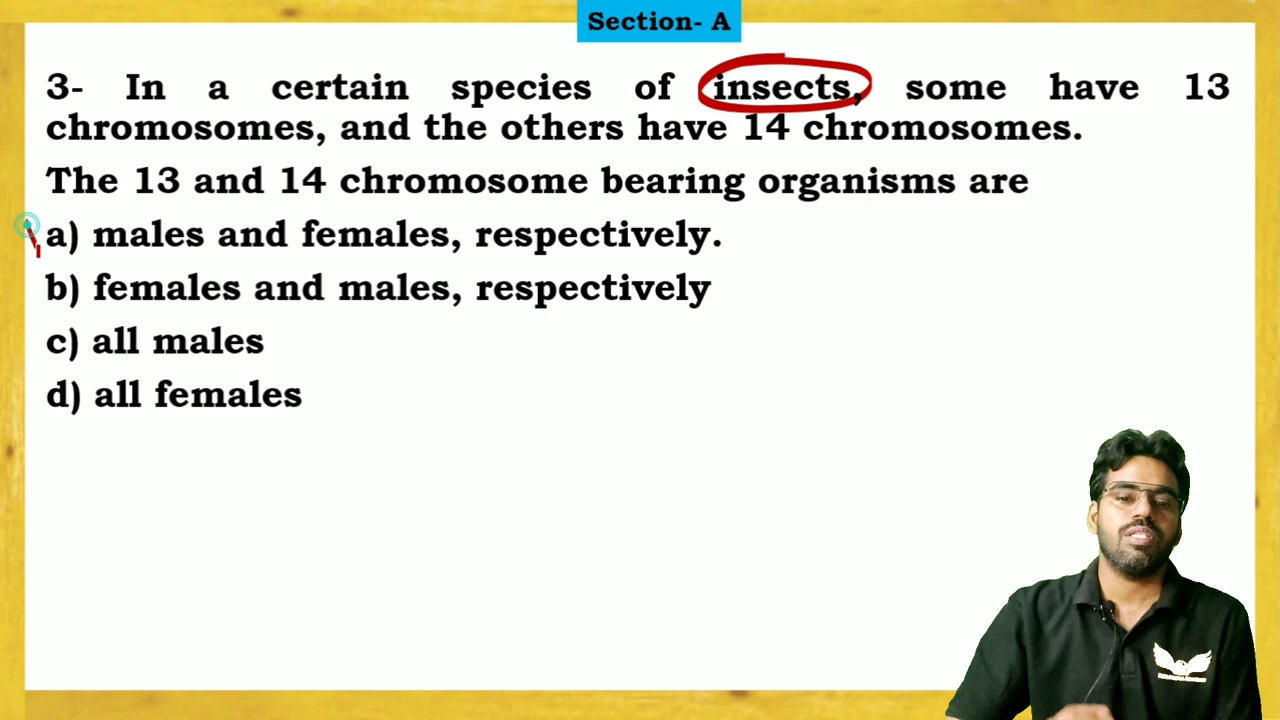 Section- A
3- In a certain species of insects, some have 13
chromosomes, and the others have 14 chromosomes.
The 13 and 14 chromosome bearing organisms are
a) males and females, respectively.
b) females and males, respectively
c) all males
d) all females